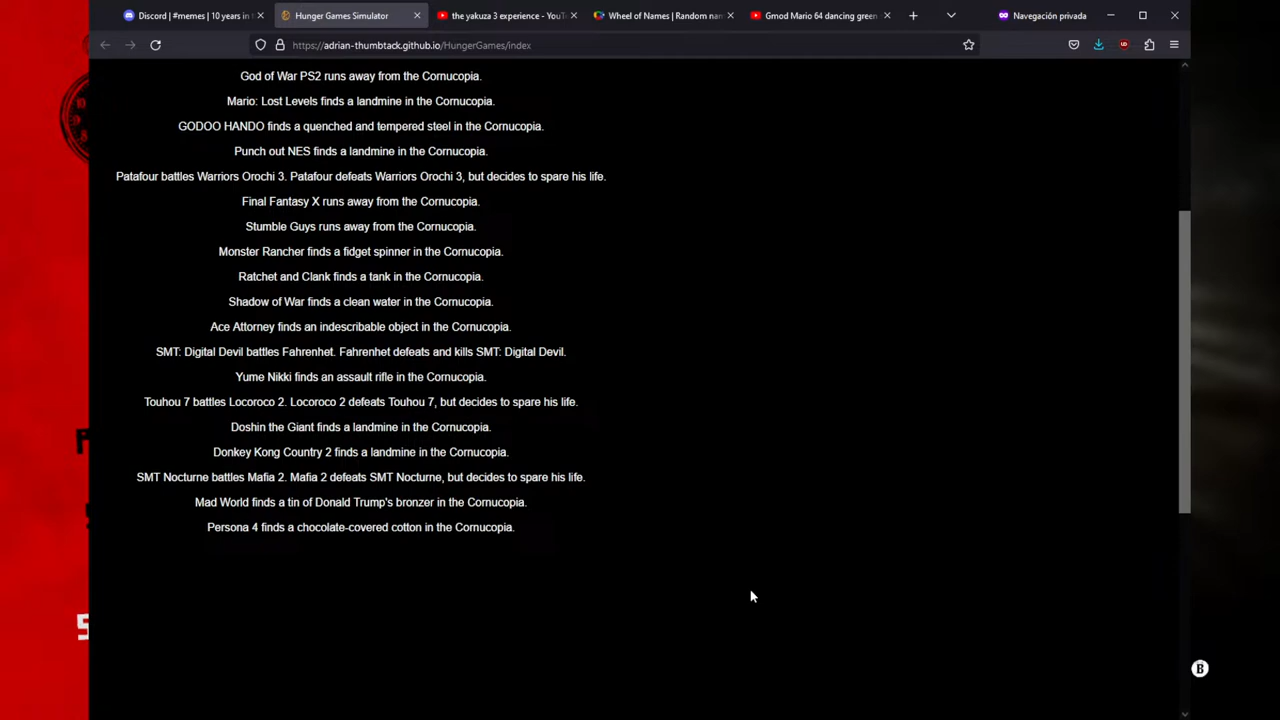 Discord | #memes | 10 years in t
Hunger Games Simulator
the yakuza 3 experience - YouT
Wheel of Names | Random nam
Gmod Mario 64 dancing green
Navegación privada
https://adrian-thumbtack.github.io/HungerGames/index
God of War PS2 runs away from the Cornucopia.
Mario: Lost Levels finds a landmine in the Cornucopia.
GODOO HANDO finds a quenched and tempered steel in the Cornucopia.
Punch out NES finds a landmine in the Cornucopia.
Patafour battles Warriors Orochi 3. Patafour defeats Warriors Orochi 3, but decides to spare his life.
Final Fantasy X runs away from the Cornucopia.
Stumble Guys runs away from the Cornucopia.
Monster Rancher finds a fidget spinner in the Cornucopia.
Ratchet and Clank finds a tank in the Cornucopia.
Shadow of War finds a clean water in the Cornucopia.
Ace Attorney finds an indescribable object in the Cornucopia.
SMT: Digital Devil battles Fahrenhet. Fahrenhet defeats and kills SMT: Digital Devil.
Yume Nikki finds an assault rifle in the Cornucopia.
Touhou 7 battles Locoroco 2. Locoroco 2 defeats Touhou 7, but decides to spare his life.
Doshin the Giant finds a landmine in the Cornucopia.
Donkey Kong Country 2 finds a landmine in the Cornucopia.
SMT Nocturne battles Mafia 2. Mafia 2 defeats SMT Nocturne, but decides to spare his life.
Mad World finds a tin of Donald Trump's bronzer in the Cornucopia.
Persona 4 finds a chocolate-covered cotton in the Cornucopia.
B